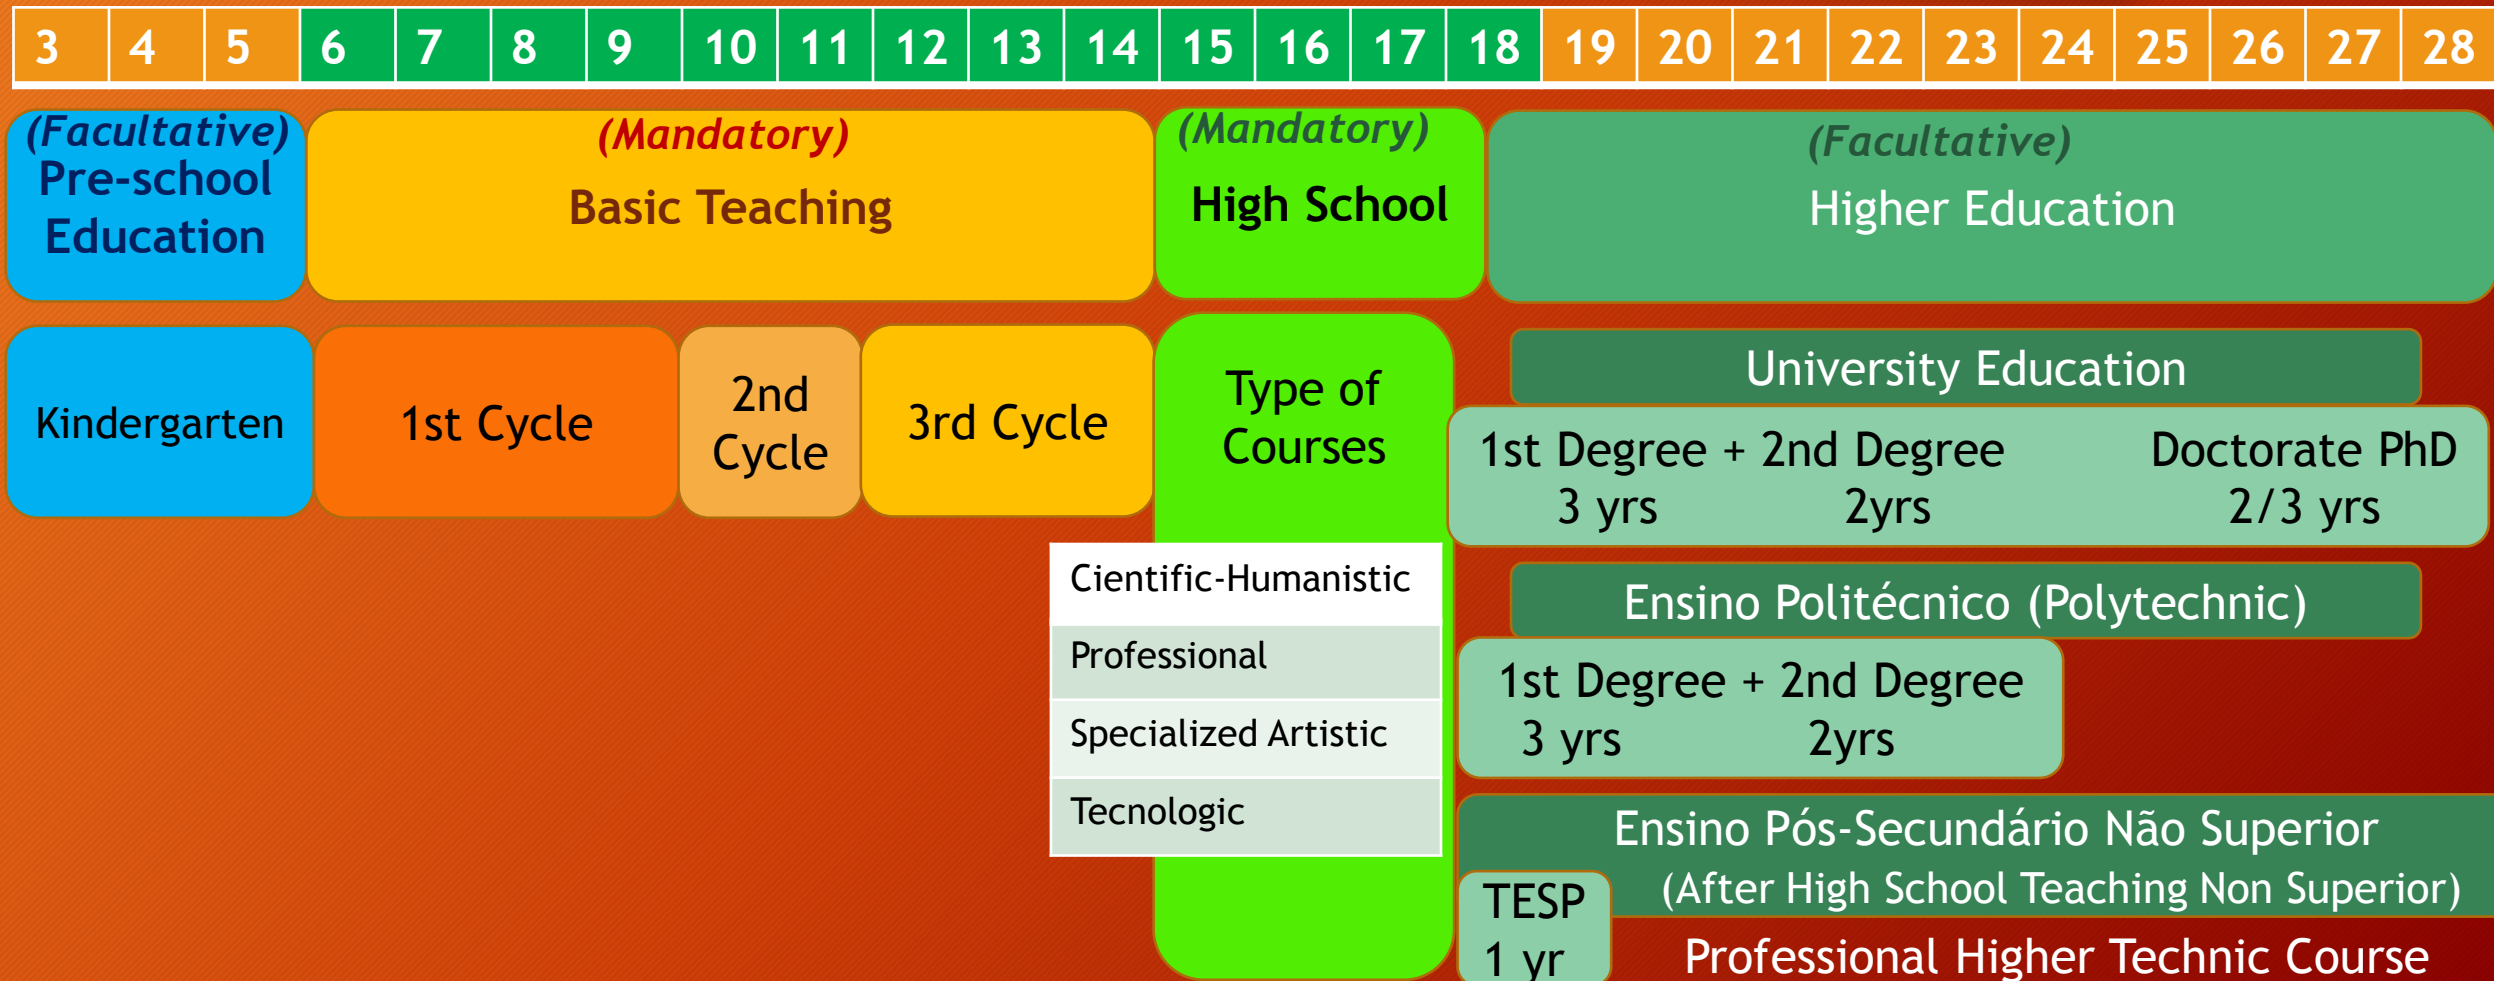 3 4 5 6 7 8 9 10 11 12 13 14 15 16 17 18 19 20 21 22 23 24 25 26 27 28
(Facultative)
Pre-school
Education
(Mandatory)
Basic Teaching
(Mandatory)
High School
(Facultative)
Higher Education
Kindergarten
1st Cycle
2nd
Cycle
3rd Cycle
Type of
Courses
Cientific-Humanistic
Professional
Specialized Artistic
Tecnologic
University Education
1st Degree + 2nd Degree Doctorate PhD
3 yrs 2yrs 2/3 yrs
Ensino Politécnico (Polytechnic)
1st Degree + 2nd Degree
3 yrs 2yrs
Ensino Pós-Secundário Não Superior
(After High School Teaching Non Superior)
TESP
1 yr
Professional Higher Technic Course